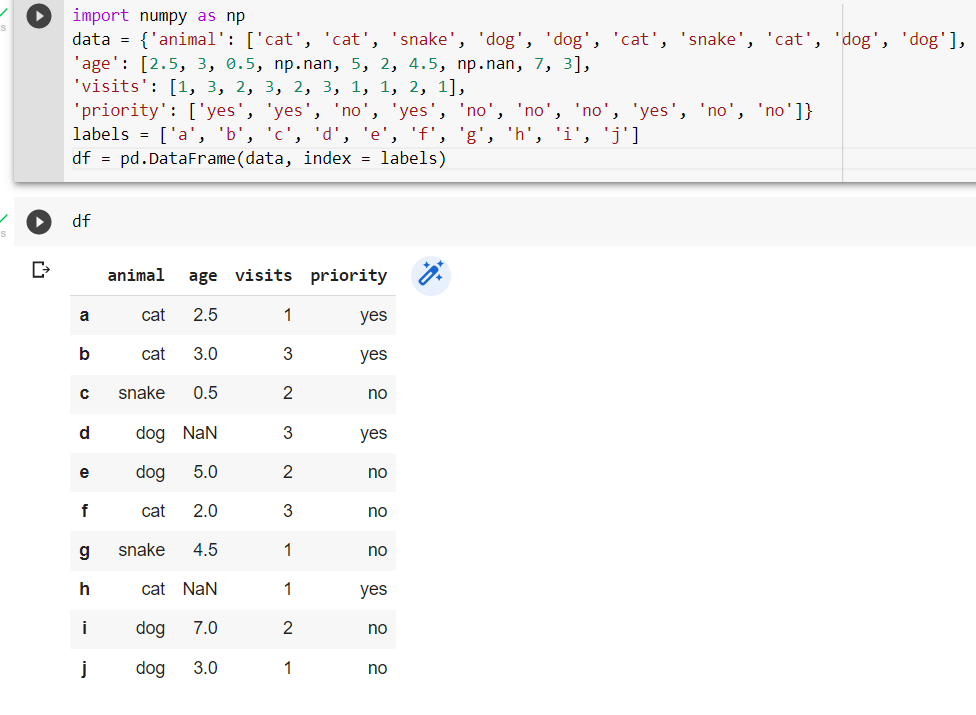 import numpy as np
data = {'animal': ['cat', 'cat', 'snake', 'dog', 'dog', 'cat', 'snake', 'cat', 'dog', 'dog'],
'age': [2.5, 3, 0.5, np.nan, 5, 2, 4.5, np.nan, 7, 3],
'visits': [1, 3, 2, 3, 2, 3, 1, 1, 2, 1],
'priority': ['yes', 'yes', 'no', 'yes', 'no', 'no', 'no', 'yes', 'no', 'no']}
labels = ['a', 'b', 'c', 'd', 'e', 'f', 'g', 'h', 'i', 'j']
df = pd.DataFrame(data, index = labels)
s
df
s
animal age visits priority
a cat 2.5 1 yes
b cat 3.0 3 yes
c snake 0.5 2 no
d dog NaN 3 yes
e dog 5.0 2 no
f cat 2.0 3 no
g snake 4.5 1 no
h cat NaN 1 yes
i dog 7.0 2 no
j dog 3.0 1 no